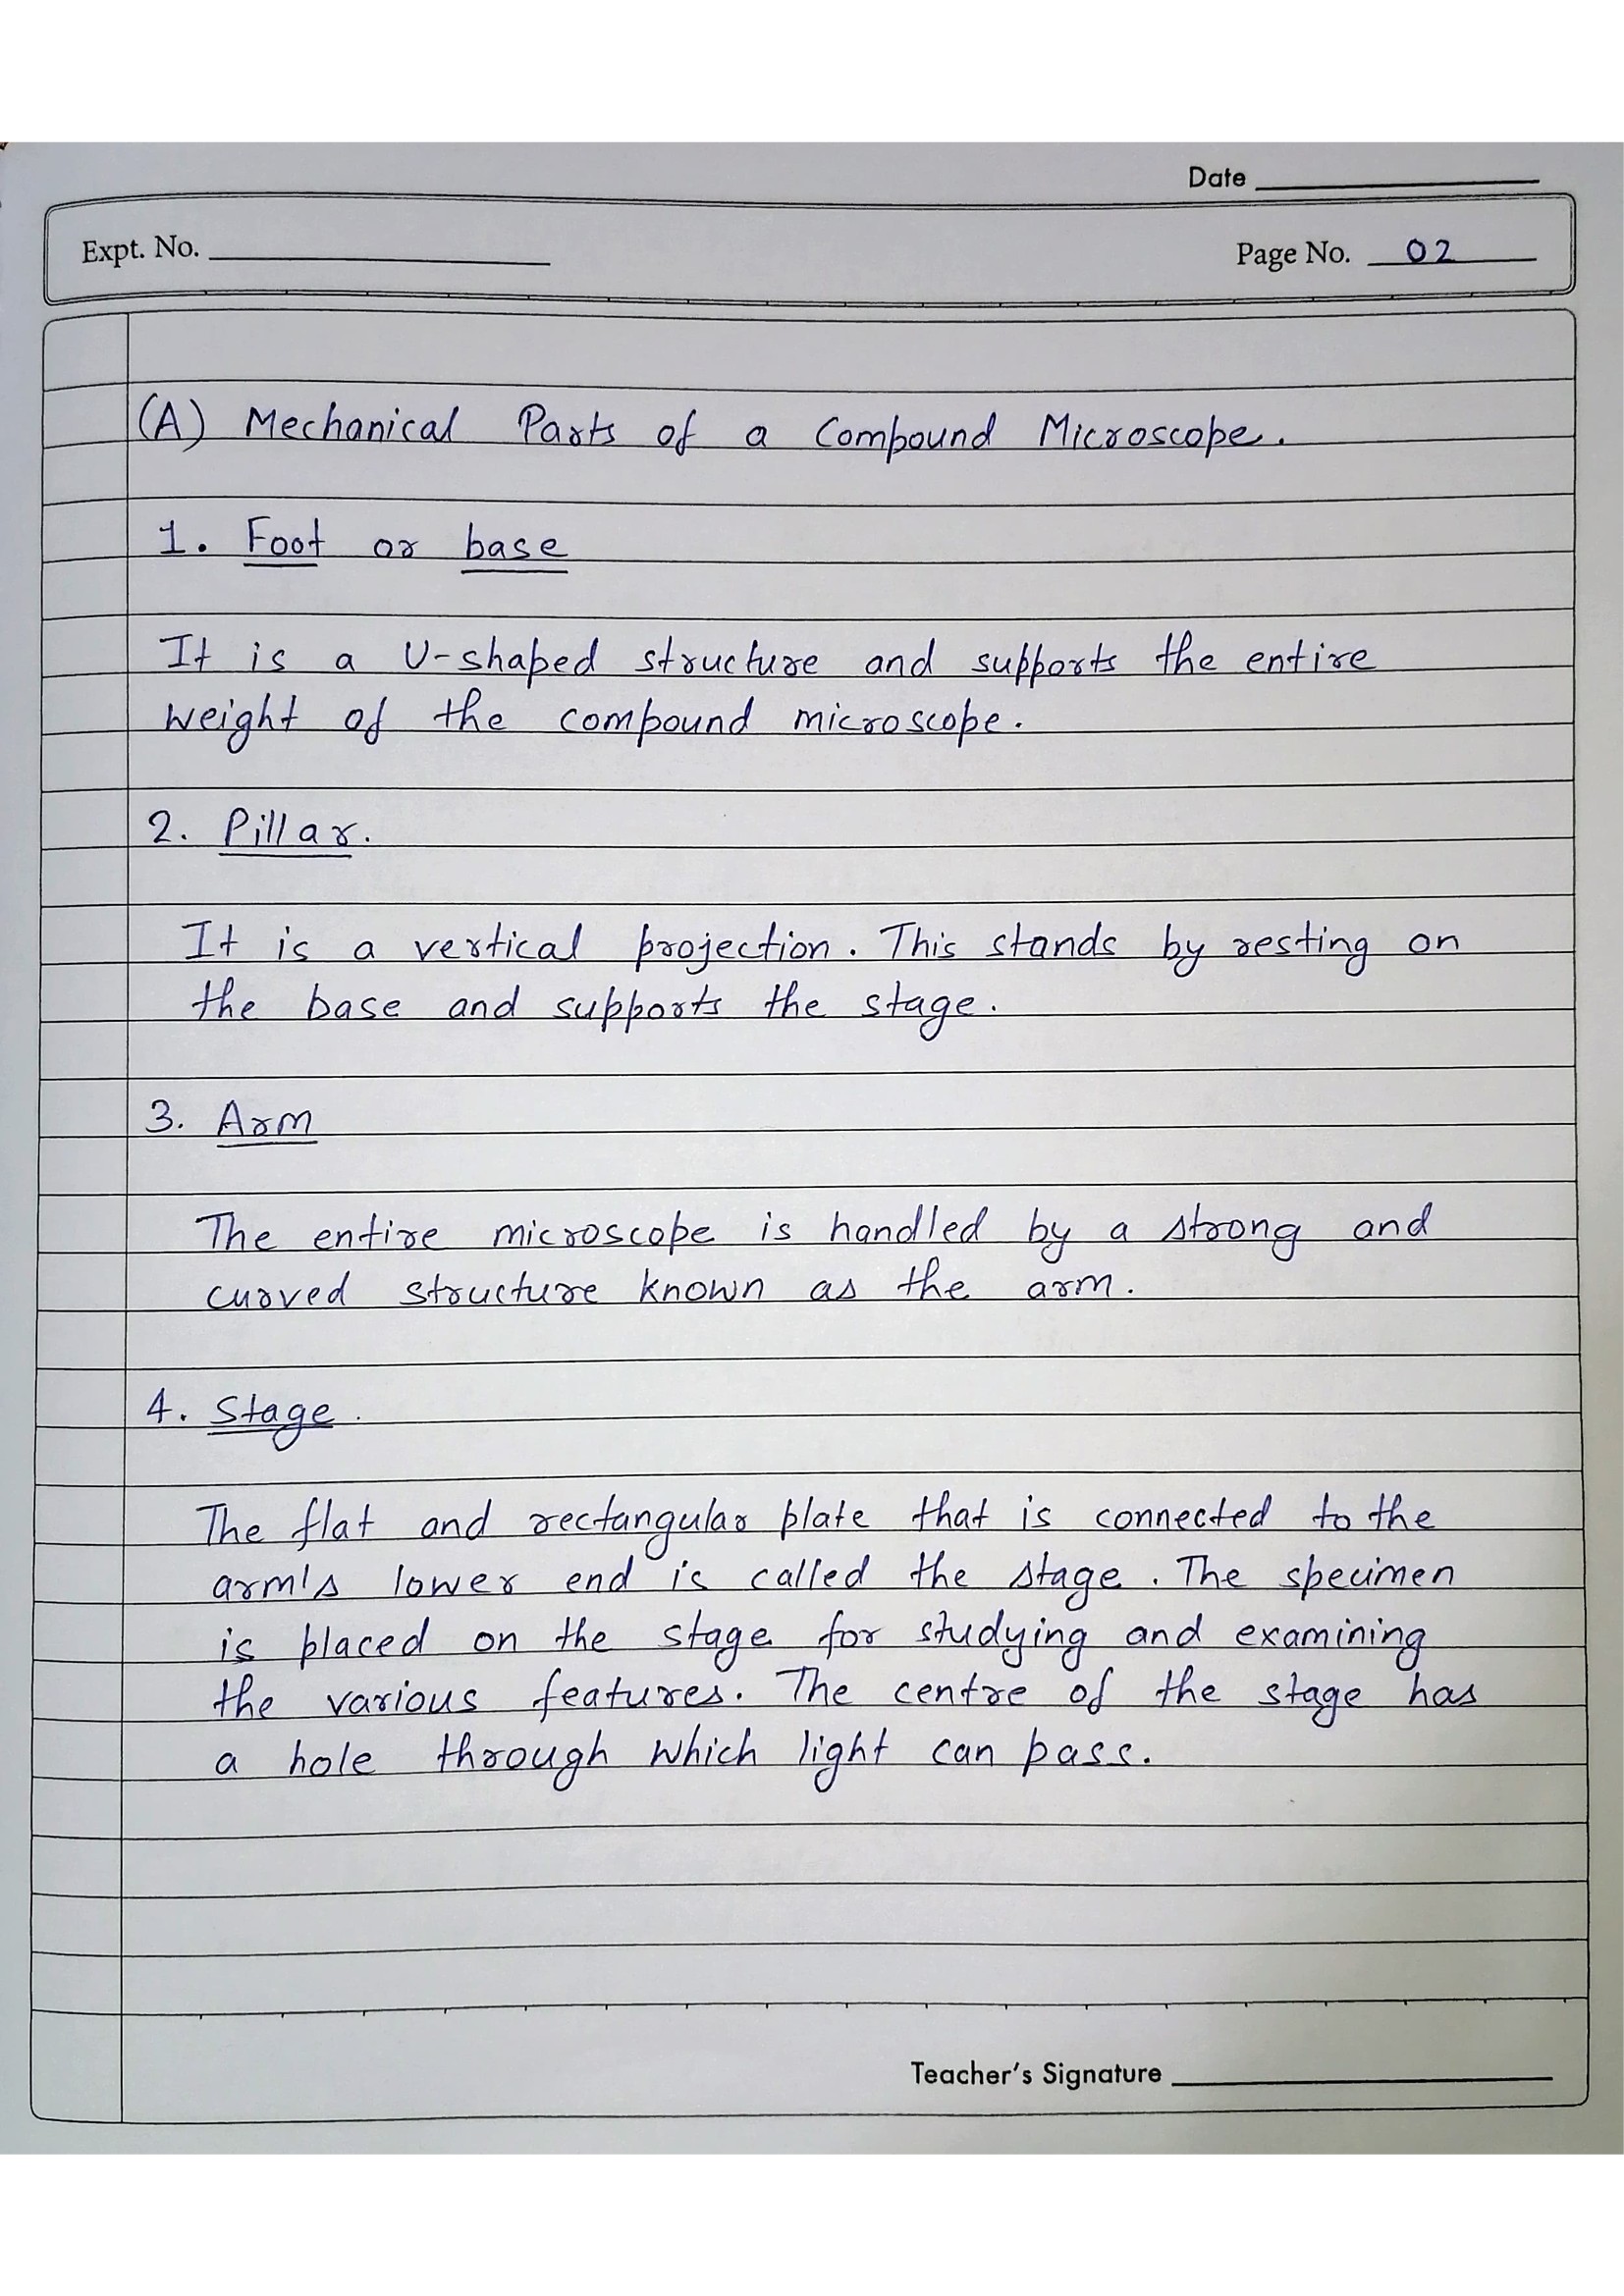 Date
Expt. No.
Page No. 02
(A) Mechanical Parts of a Compound Microscope.
1. Foot or base
It is a U-shaped structure and supports the entire
weight of the compound microscope.
2. Pillar.
It is a vertical projection. This stands by resting on
the base and supports the stage.
3. Arm
The entire microscope is handled by a strong and
curved structure known as the arm.
4. Stage.
The flat and rectangular plate that is connected to the
arm's lower end is called the stage. The specimen
is placed on the stage for studying and examining
the various features. The centre of the stage has
a hole through which light can pass.
Teacher's Signature